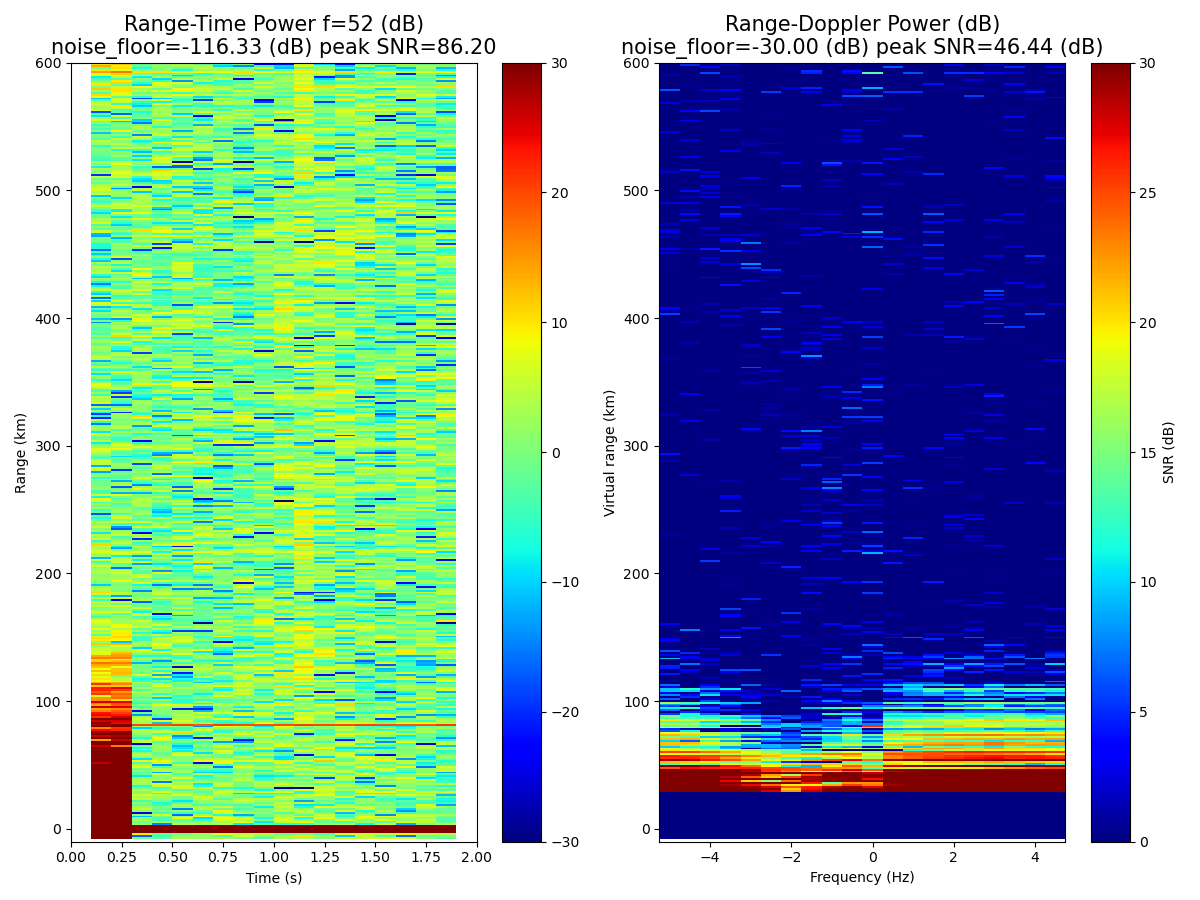 Range-Time Power f=52 (dB)
noise_floor=-116.33 (dB) peak SNR=86.20
600
500
400
300
200
100
0
Range (km)
0.00 0.25 0.50 0.75 1.00 1.25 1.50 1.75 2.00
Time (s)
30
20
10
0
−10
−20
−30
Range-Doppler Power (dB)
noise_floor=-30.00 (dB) peak SNR=46.44 (dB)
600
500
400
300
200
100
0
Virtual range (km)
−4 −2 0 2 4
Frequency (Hz)
30
25
20
15
10
5
0
SNR (dB)